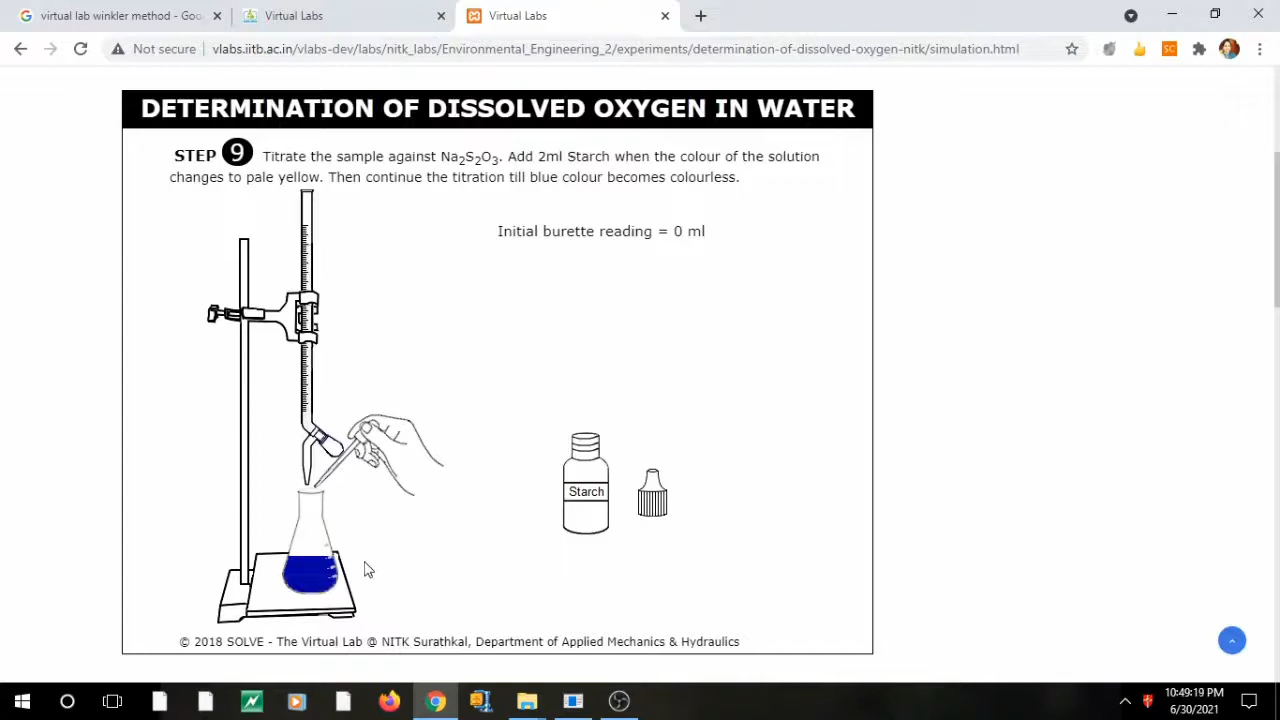 virtual lab winkler method - Goo
Virtual Labs
Virtual Labs
Not secure
vlabs.iitb.ac.in/vlabs-dev/labs/nitk_labs/Environmental_Engineering_2/experiments/determination-of-dissolved-oxygen-nitk/simulation.html
SC
DETERMINATION OF DISSOLVED OXYGEN IN WATER
STEP 9 Titrate the sample against Na₂S₂O₃. Add 2ml Starch when the colour of the solution
changes to pale yellow. Then continue the titration till blue colour becomes colourless.
Initial burette reading = 0 ml
Starch
© 2018 SOLVE - The Virtual Lab @ NITK Surathkal, Department of Applied Mechanics & Hydraulics
10:49:19 PM
6/30/2021